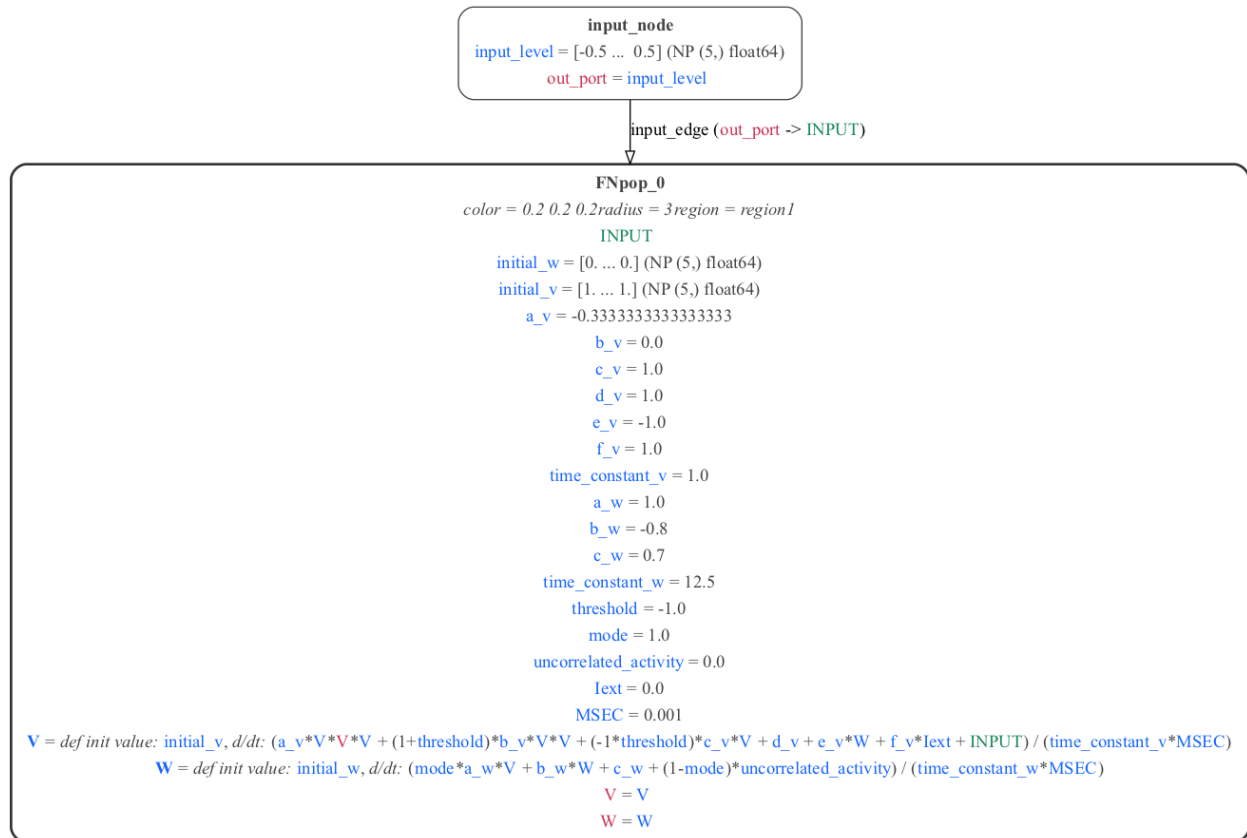 input_node
input_level = [-0.5 ...  0.5] (NP (5,) float64)
out_port = input_level
input_edge (out_port -> INPUT)
FNpop_0
color = 0.2 0.2 0.2radius = 3region = region1
INPUT
initial_w = [0. ... 0.] (NP (5,) float64)
initial_v = [1. ... 1.] (NP (5,) float64)
a_v = -0.3333333333333333
b_v = 0.0
c_v = 1.0
d_v = 1.0
e_v = -1.0
f_v = 1.0
time_constant_v = 1.0
a_w = 1.0
b_w = -0.8
c_w = 0.7
time_constant_w = 12.5
threshold = -1.0
mode = 1.0
uncorrelated_activity = 0.0
Iext = 0.0
MSEC = 0.001
V = def init value: initial_v, d/dt: (a_v*V*V*V + (1+threshold)*b_v*V*V + (-1*threshold)*c_v*V + d_v + e_v*W + f_v*Iext + INPUT) / (time_constant_v*MSEC)
W = def init value: initial_w, d/dt: (mode*a_w*V + b_w*W + c_w + (1-mode)*uncorrelated_activity) / (time_constant_w*MSEC)
V = V
W = W